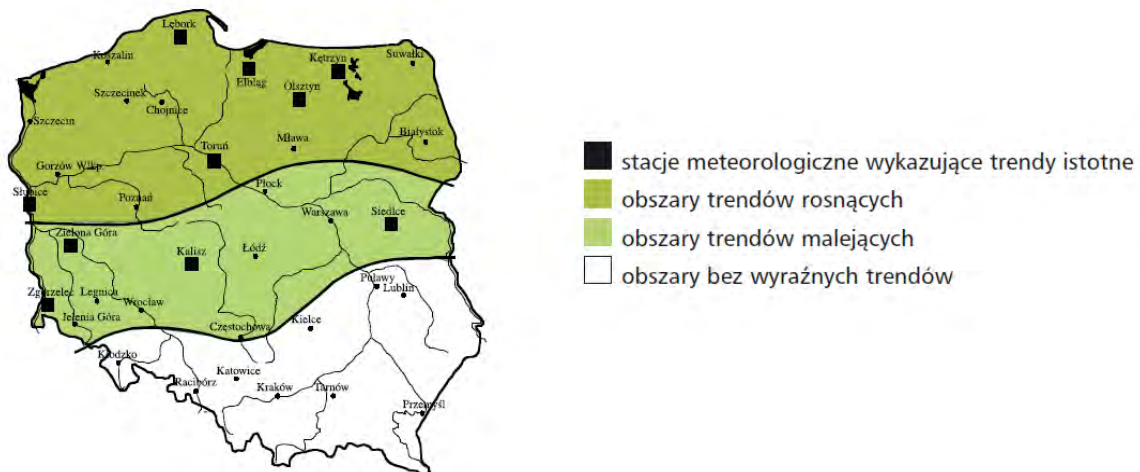 Lębork
Koszalin
Elbląg
Kętrzyn
Suwałki
Olsztyn
Szczecinek
Chojnice
Szczecin
Mława
Białystok
Toruń
Gorzów Wlkp.
Słubice
Poznań
Płock
Warszawa
Siedlce
Zielona Góra
Kalisz
Łódź
Puławy
Lublin
Zgorzelec
Legnica
Wrocław
Jelenia Góra
Częstochowa
Kielce
Kłodzko
Katowice
Racibórz
Kraków
Tarnów
Przemyśl
stacje meteorologiczne wykazujące trendy istotne
obszary trendów rosnących
obszary trendów malejących
obszary bez wyraźnych trendów